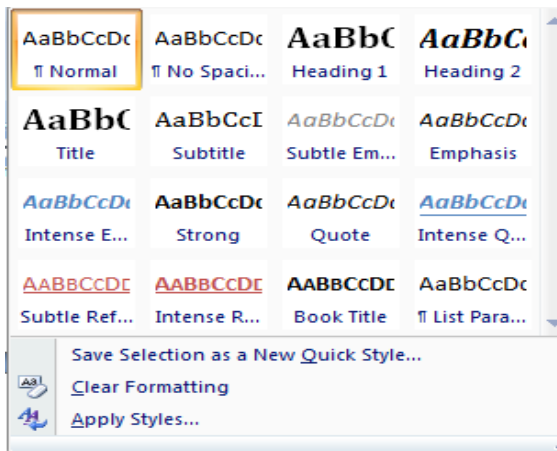 AaBbCcDc AaBbCcDc AaBbC AaBbCc
¶ Normal ¶ No Spaci... Heading 1 Heading 2
AaBbC AaBbCcI AaBbCcDc AaBbCcDc
Title Subtitle Subtle Em... Emphasis
AaBbCcDc AaBbCcDc AaBbCcDc AaBbCcDc
Intense E... Strong Quote Intense Q...
AABBCCDD AABBCCDD AABBCCDD AaBbCcDc
Subtle Ref... Intense R... Book Title ¶ List Para...
Save Selection as a New Quick Style...
Clear Formatting
Apply Styles...